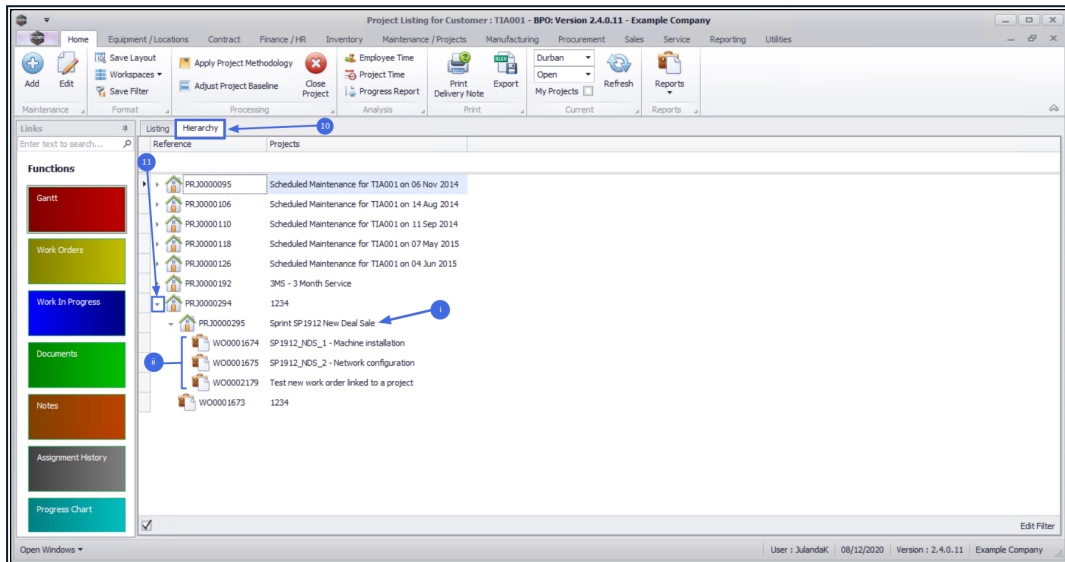 Project Listing for Customer : TIA001 - BPO: Version 2.4.0.11 - Example Company
Home Equipment / Locations Contract Finance / HR Inventory Maintenance / Projects Manufacturing Procurement Sales Service Reporting Utilities
Add
Edit
Save Layout
Workspaces
Save Filter
Apply Project Methodology
Adjust Project Baseline
Close Project
Employee Time
Project Time
Progress Report
Print Delivery Note
Export
Durban
Open
My Projects
Refresh
Reports
Maintenance Format Processing Analysis Print Current Reports
Links
Listing Hierarchy 10
Enter text to search...
Reference Projects
11
Functions
Gantt
Work Orders
Work In Progress
Documents
Notes
Assignment History
Progress Chart
PRJ0000095 Scheduled Maintenance for TIA001 on 06 Nov 2014
PRJ0000106 Scheduled Maintenance for TIA001 on 14 Aug 2014
PRJ0000110 Scheduled Maintenance for TIA001 on 11 Sep 2014
PRJ0000118 Scheduled Maintenance for TIA001 on 07 May 2015
PRJ0000126 Scheduled Maintenance for TIA001 on 04 Jun 2015
PRJ0000192 3MS - 3 Month Service
PRJ0000294 1234
i
PRJ0000295 Sprint SP1912 New Deal Sale
WO0001674 SP1912_NDS_1 - Machine installation
ii
WO0001675 SP1912_NDS_2 - Network configuration
WO0002179 Test new work order linked to a project
WO0001673 1234
Edit Filter
Open Windows
User : JulandaK 08/12/2020 Version : 2.4.0.11 Example Company